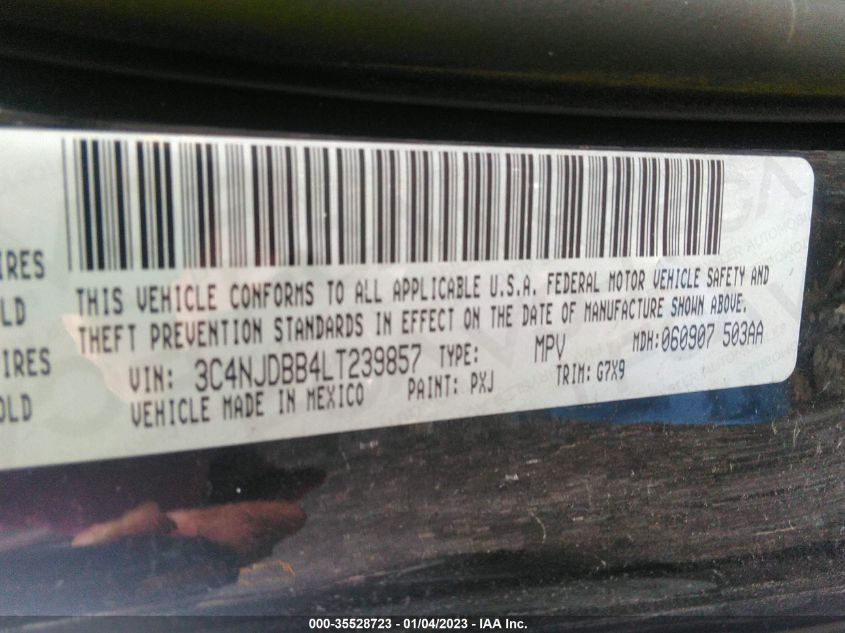 IRES
LD
IRES
OLD
THIS VEHICLE CONFORMS TO ALL APPLICABLE U.S.A. FEDERAL MOTOR VEHICLE SAFETY AND
THEFT PREVENTION STANDARDS IN EFFECT ON THE DATE OF MANUFACTURE SHOWN ABOVE.
VIN: 3C4NJDBB4LT239857 TYPE: MPV MDH:060907 503AA
VEHICLE MADE IN MEXICO PAINT: PXJ TRIM: G7X9
000-35528723 - 01/04/2023 - IAA Inc.